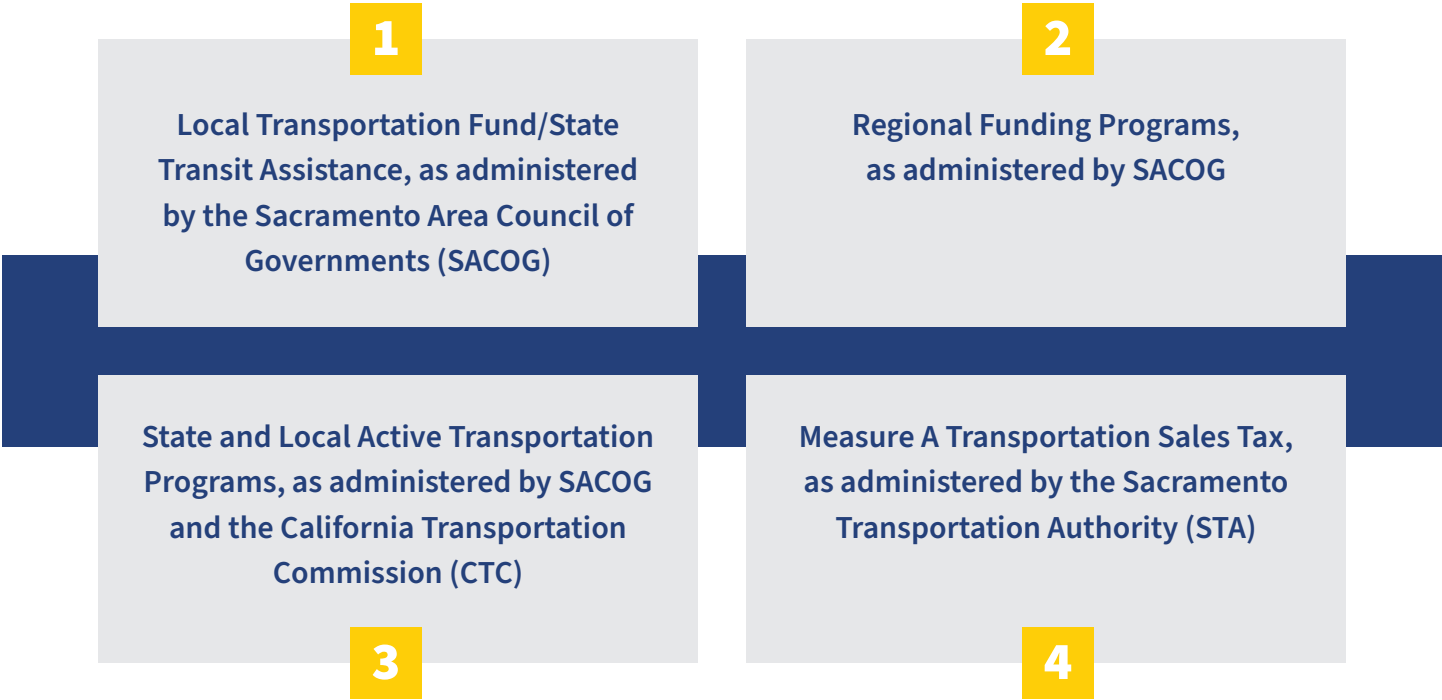 1
Local Transportation Fund/State
Transit Assistance, as administered
by the Sacramento Area Council of
Governments (SACOG)
2
Regional Funding Programs,
as administered by SACOG
State and Local Active Transportation
Programs, as administered by SACOG
and the California Transportation
Commission (CTC)
3
Measure A Transportation Sales Tax,
as administered by the Sacramento
Transportation Authority (STA)
4